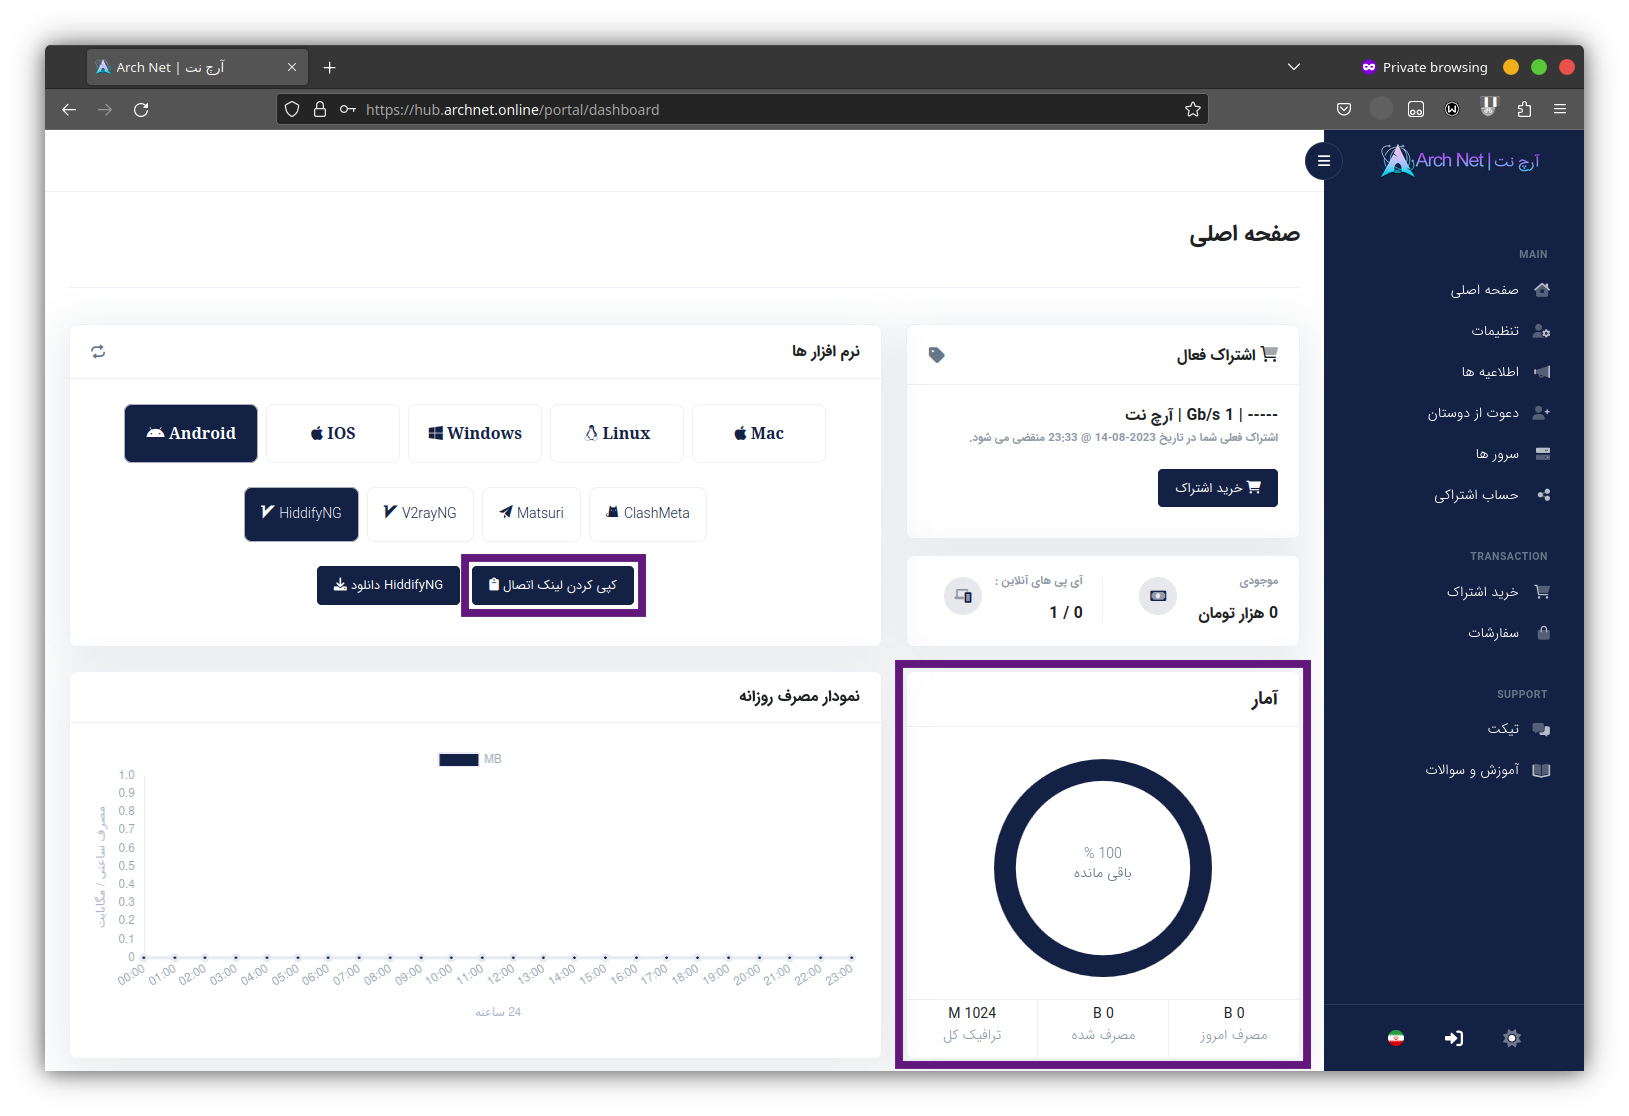 Arch Net | آرچ نت
Private browsing
https://hub.archnet.online/portal/dashboard
Arch Net | آرچ نت
صفحه اصلی
MAIN
صفحه اصلی
تنظیمات
اطلاعیه ها
دعوت از دوستان
سرور ها
حساب اشتراکی
TRANSACTION
خرید اشتراک
سفارشات
SUPPORT
تیکت
آموزش و سوالات
اشتراک فعال
----- | 1 Gb/s | آرچ نت
اشتراک فعلی شما در تاریخ 2023-08-14 @ 23:33 منقضی می شود.
خرید اشتراک
موجودی
0 هزار تومان
آی پی های آنلاین :
0 / 1
نرم افزار ها
Android
IOS
Windows
Linux
Mac
HiddifyNG
V2rayNG
Matsuri
ClashMeta
کپی کردن لینک اتصال
دانلود HiddifyNG
آمار
100 %
باقی مانده
0 B
مصرف امروز
0 B
مصرف شده
1024 M
ترافیک کل
نمودار مصرف روزانه
MB
مصرف ساعتی / مگابایت
1.0
0.9
0.8
0.7
0.6
0.5
0.4
0.3
0.2
0.1
0
00:00 01:00 02:00 03:00 04:00 05:00 06:00 07:00 08:00 09:00 10:00 11:00 12:00 13:00 14:00 15:00 16:00 17:00 18:00 19:00 20:00 21:00 22:00 23:00
24 ساعته